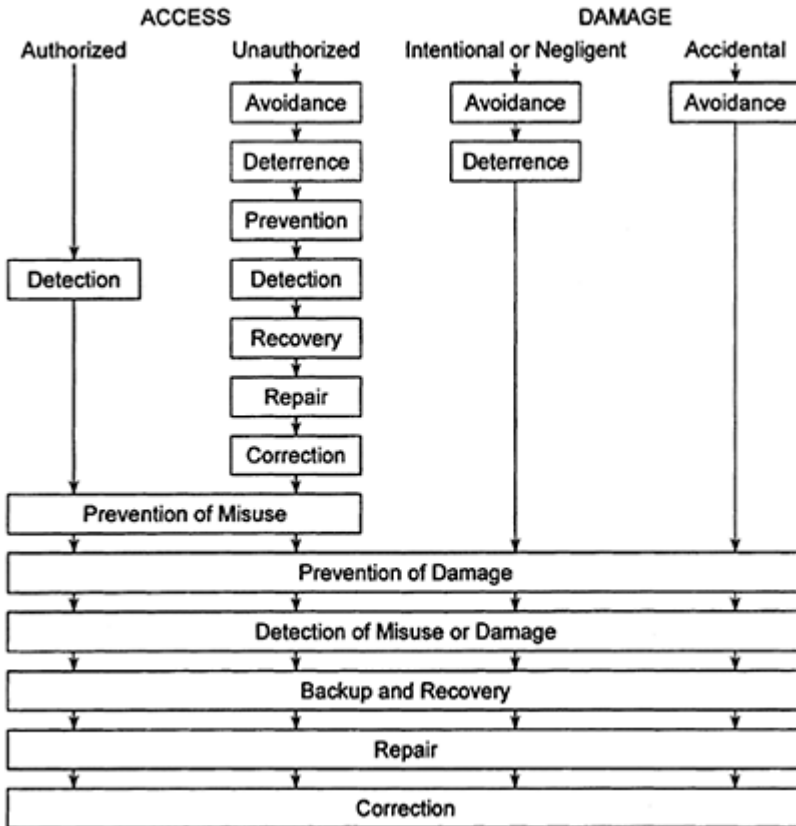 ACCESS DAMAGE
Authorized Unauthorized Intentional or Negligent Accidental
Avoidance Avoidance Avoidance
Deterrence Deterrence
Prevention
Detection Detection
Recovery
Repair
Correction
Prevention of Misuse
Prevention of Damage
Detection of Misuse or Damage
Backup and Recovery
Repair
Correction